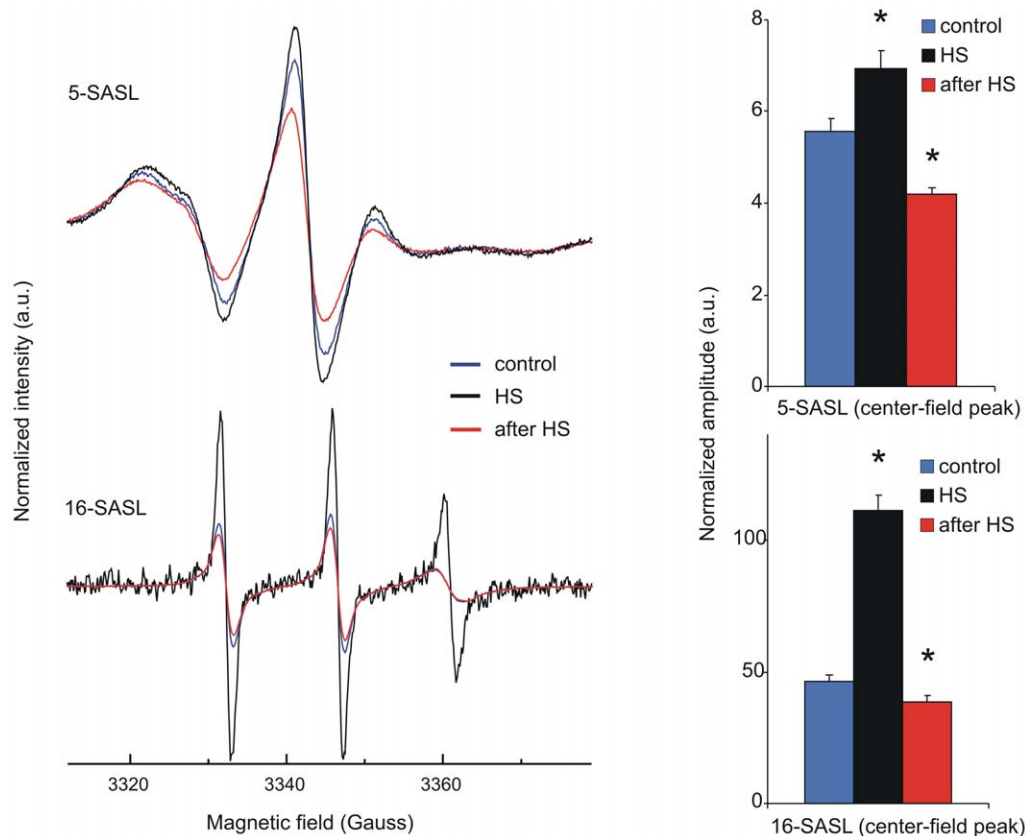 5-SASL
16-SASL
Normalized intensity (a.u.)
control
HS
after HS
3320
3340
3360
Magnetic field (Gauss)
8
6
4
2
0
*
*
control
HS
after HS
5-SASL (center-field peak)
Normalized amplitude (a.u.)
100
50
0
*
*
control
HS
after HS
16-SASL (center-field peak)